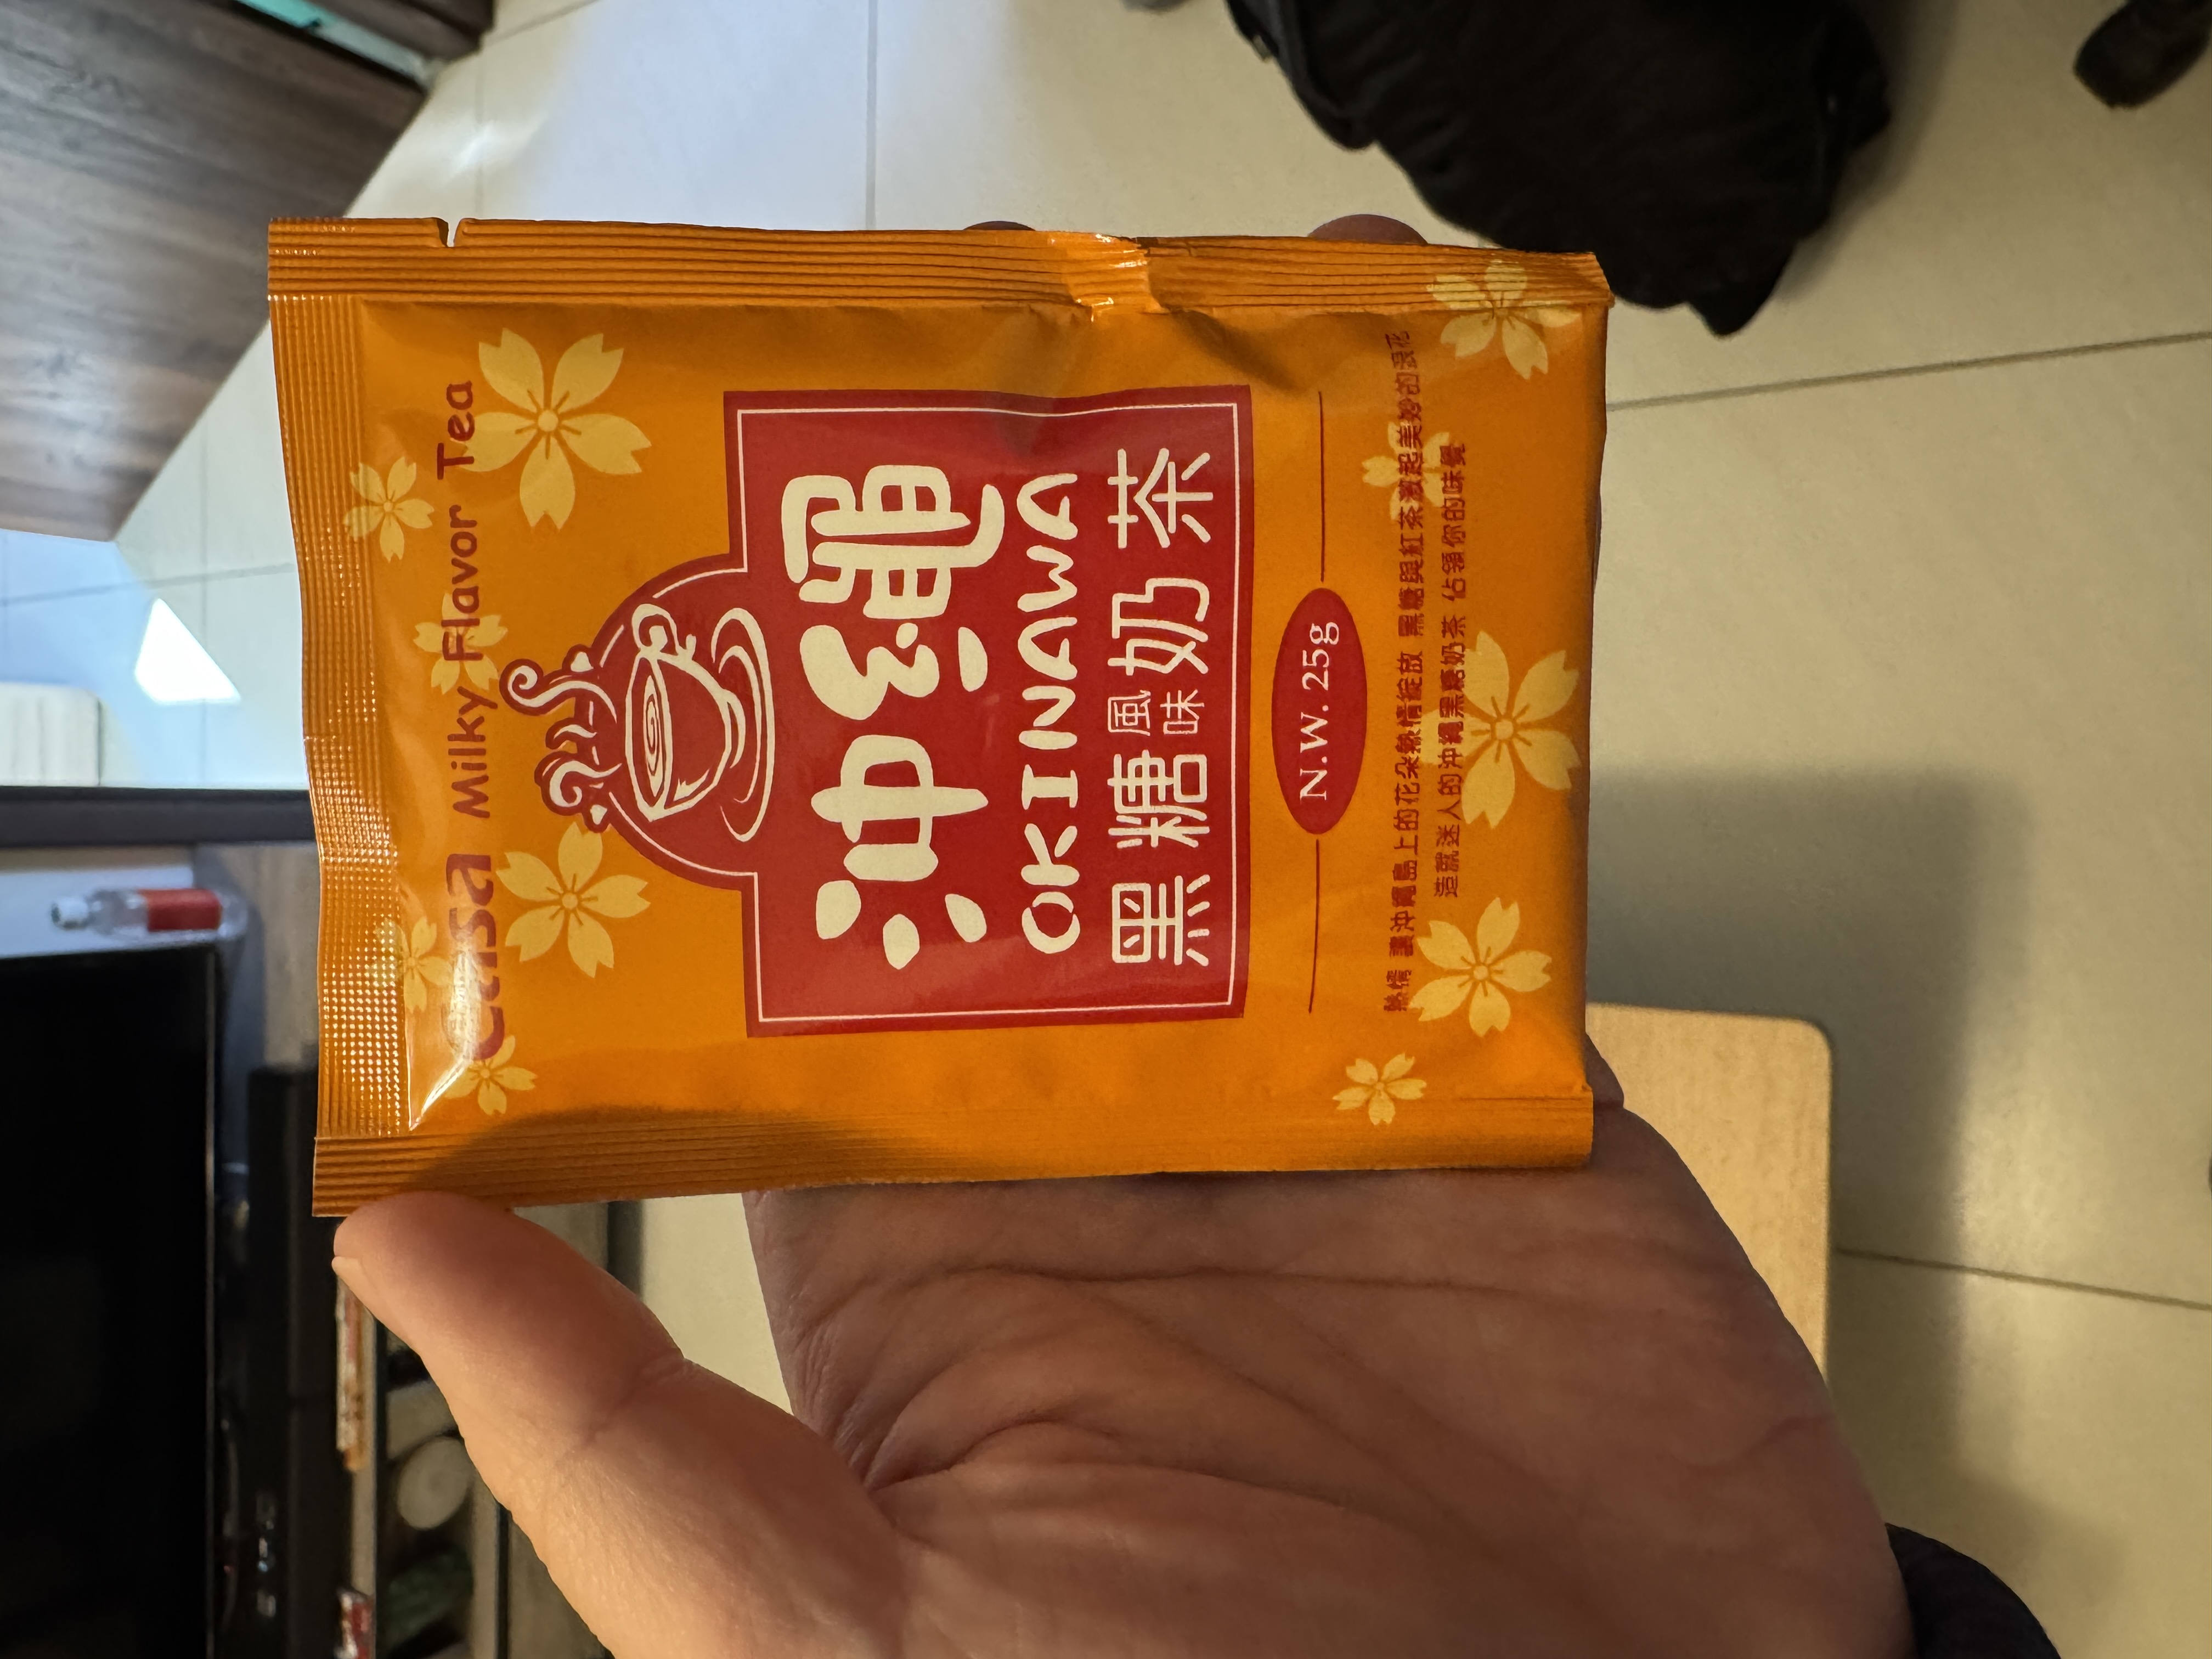 Casa Milky Flavor Tea
沖繩
OKINAWA
黑糖風味奶茶
N.W. 25g
熱情 讓沖繩島上的花朵熱情綻放 黑糖與紅茶激起美妙的浪花
造就迷人的沖繩黑糖奶茶 佔領你的味覺